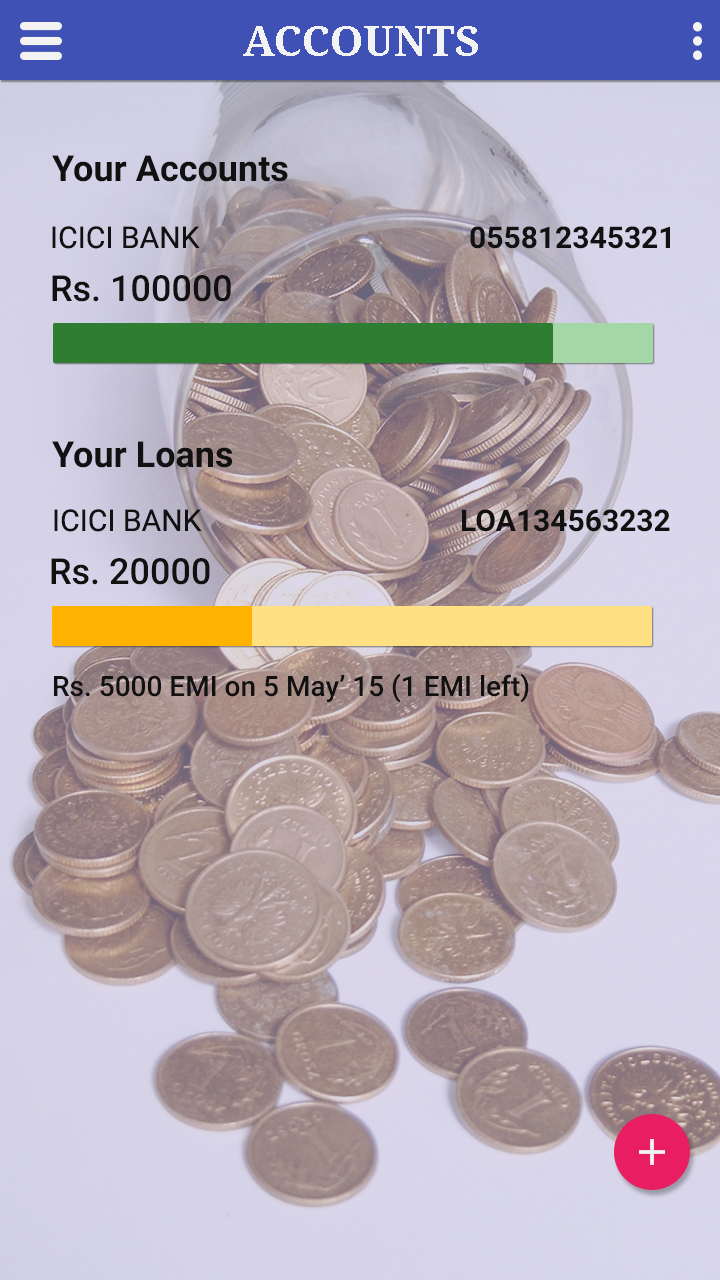 ACCOUNTS
Your Accounts
ICICI BANK 055812345321
Rs. 100000
Your Loans
ICICI BANK LOA134563232
Rs. 20000
Rs. 5000 EMI on 5 May’ 15 (1 EMI left)
+